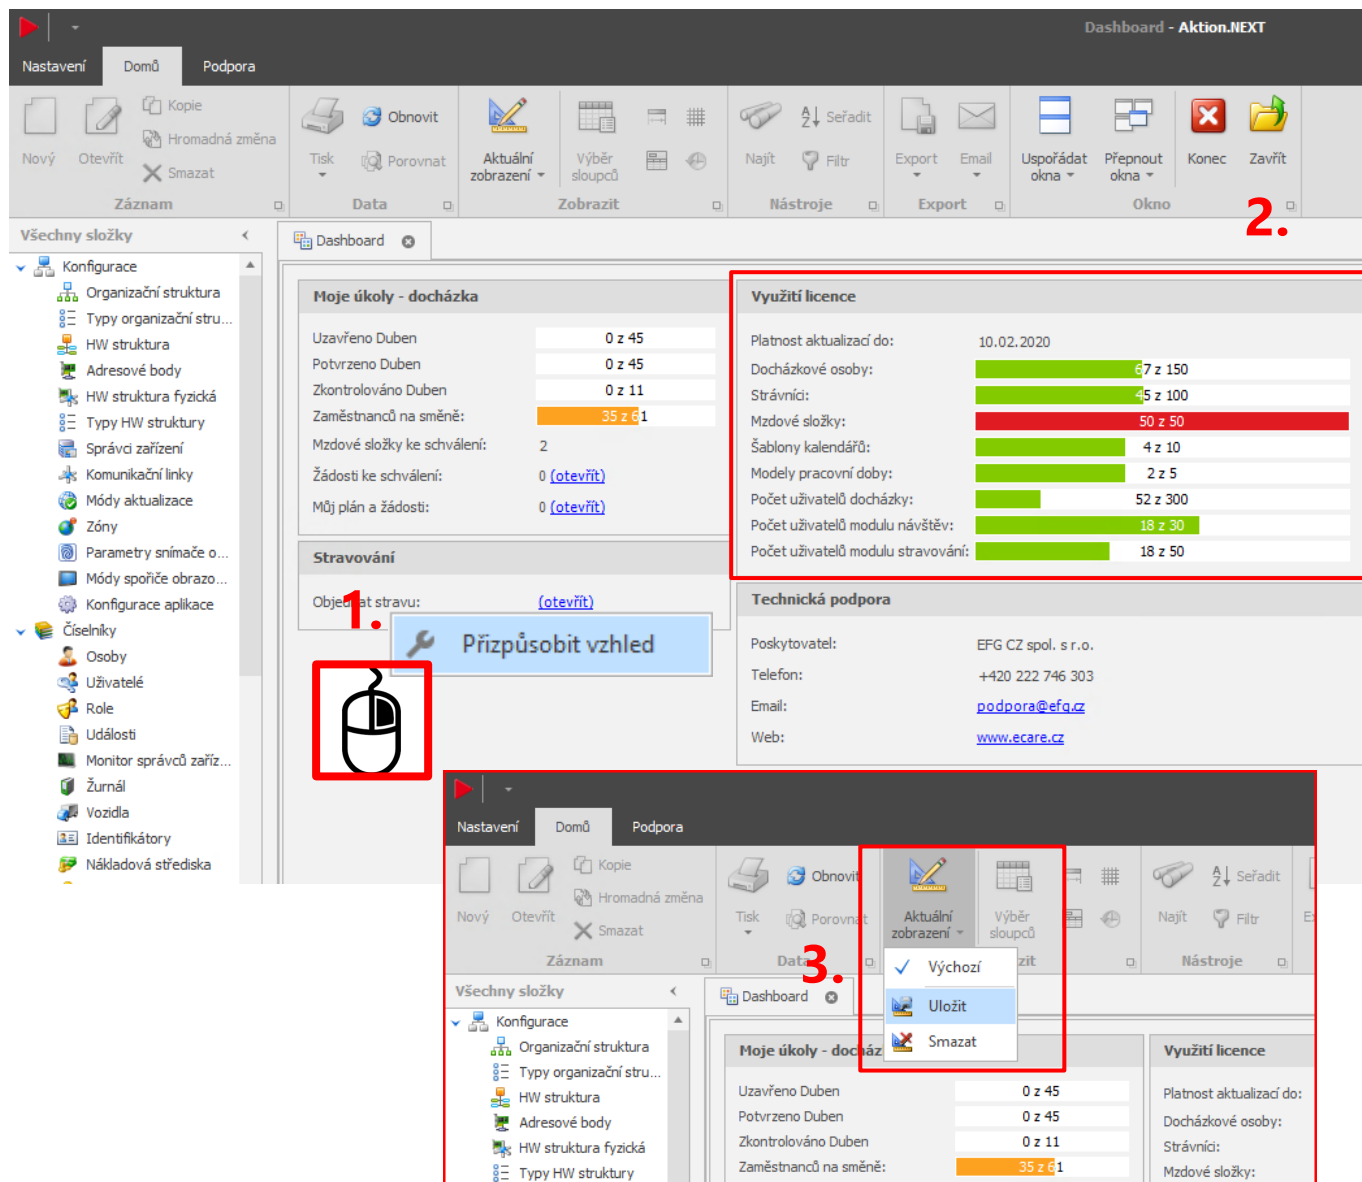 Dashboard - Aktion.NEXT
Nastavení Domů Podpora
Nový Otevřít Kopie Hromadná změna Smazat
Záznam
Tisk Obnovit Porovnat
Data
Aktuální zobrazení Výběr sloupců
Zobrazit
Najít Seřadit Filtr
Nástroje
Export Email
Export
Uspořádat okna Přepnout okna Konec Zavřít
Okno
2.
Všechny složky
Konfigurace
Organizační struktura
Typy organizační stru...
HW struktura
Adresové body
HW struktura fyzická
Typy HW struktury
Správci zařízení
Komunikační linky
Módy aktualizace
Zóny
Parametry snímače o...
Módy spořiče obrazo...
Konfigurace aplikace
Číselníky
Osoby
Uživatelé
Role
Události
Monitor správců zaříz...
Žurnál
Vozidla
Identifikátory
Nákladová střediska
Dashboard
Moje úkoly - docházka
Uzavřeno Duben 0 z 45
Potvrzeno Duben 0 z 45
Zkontrolováno Duben 0 z 11
Zaměstnanců na směně: 35 z 61
Mzdové složky ke schválení: 2
Žádosti ke schválení: 0 (otevřít)
Můj plán a žádosti: 0 (otevřít)
Stravování
Objednat stravu: (otevřít)
1.
Přizpůsobit vzhled
Využití licence
Platnost aktualizací do: 10.02.2020
Docházkové osoby: 67 z 150
Strávníci: 45 z 100
Mzdové složky: 50 z 50
Šablony kalendářů: 4 z 10
Modely pracovní doby: 2 z 5
Počet uživatelů docházky: 52 z 300
Počet uživatelů modulu návštěv: 18 z 30
Počet uživatelů modulu stravování: 18 z 50
Technická podpora
Poskytovatel: EFG CZ spol. s r.o.
Telefon: +420 222 746 303
Email: podpora@efg.cz
Web: www.ecare.cz
Nastavení Domů Podpora
Nový Otevřít Kopie Hromadná změna Smazat
Záznam
Tisk Obnovit Porovnat
Data
Aktuální zobrazení Výběr sloupců
zit
Najít Seřadit Filtr
Nástroje
3.
Výchozí
Uložit
Smazat
Všechny složky
Konfigurace
Organizační struktura
Typy organizační stru...
HW struktura
Adresové body
HW struktura fyzická
Typy HW struktury
Dashboard
Moje úkoly - docház
Uzavřeno Duben 0 z 45
Potvrzeno Duben 0 z 45
Zkontrolováno Duben 0 z 11
Zaměstnanců na směně: 35 z 61
Využití licence
Platnost aktualizací do:
Docházkové osoby:
Strávníci:
Mzdové složky: